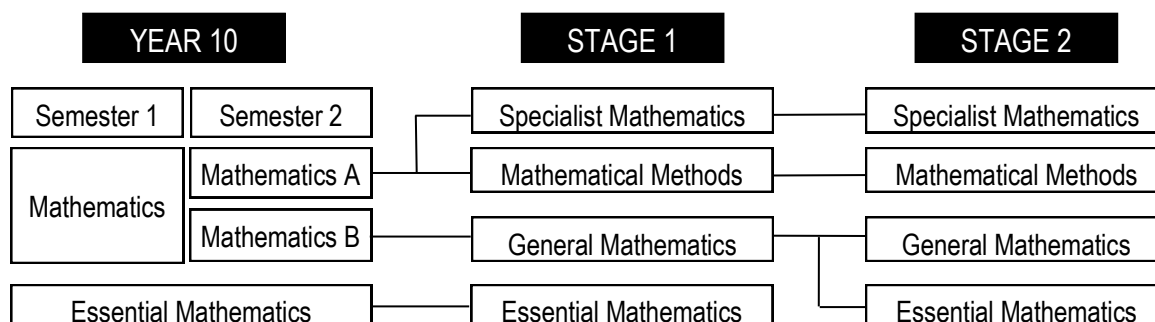 YEAR 10 STAGE 1 STAGE 2
Semester 1 Semester 2 Specialist Mathematics Specialist Mathematics
Mathematics A Mathematical Methods Mathematical Methods
Mathematics
Mathematics B General Mathematics General Mathematics
Essential Mathematics Essential Mathematics Essential Mathematics